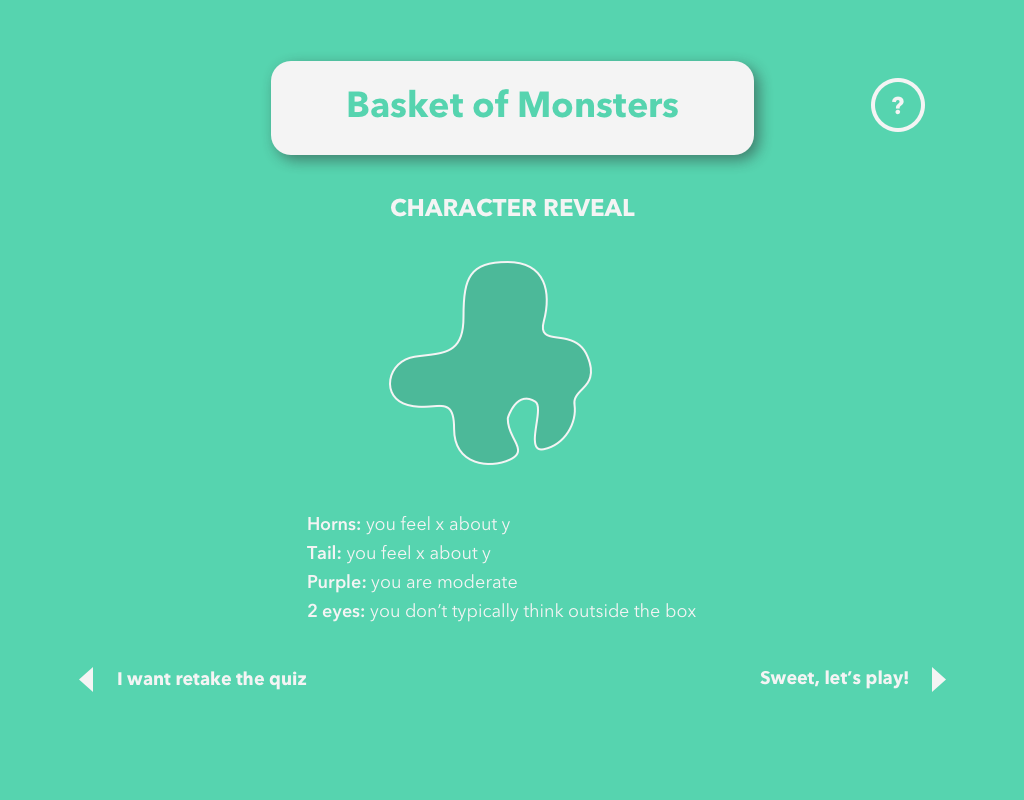 Basket of Monsters
?
CHARACTER REVEAL
Horns: you feel x about y
Tail: you feel x about y
Purple: you are moderate
2 eyes: you don’t typically think outside the box
I want retake the quiz
Sweet, let’s play!